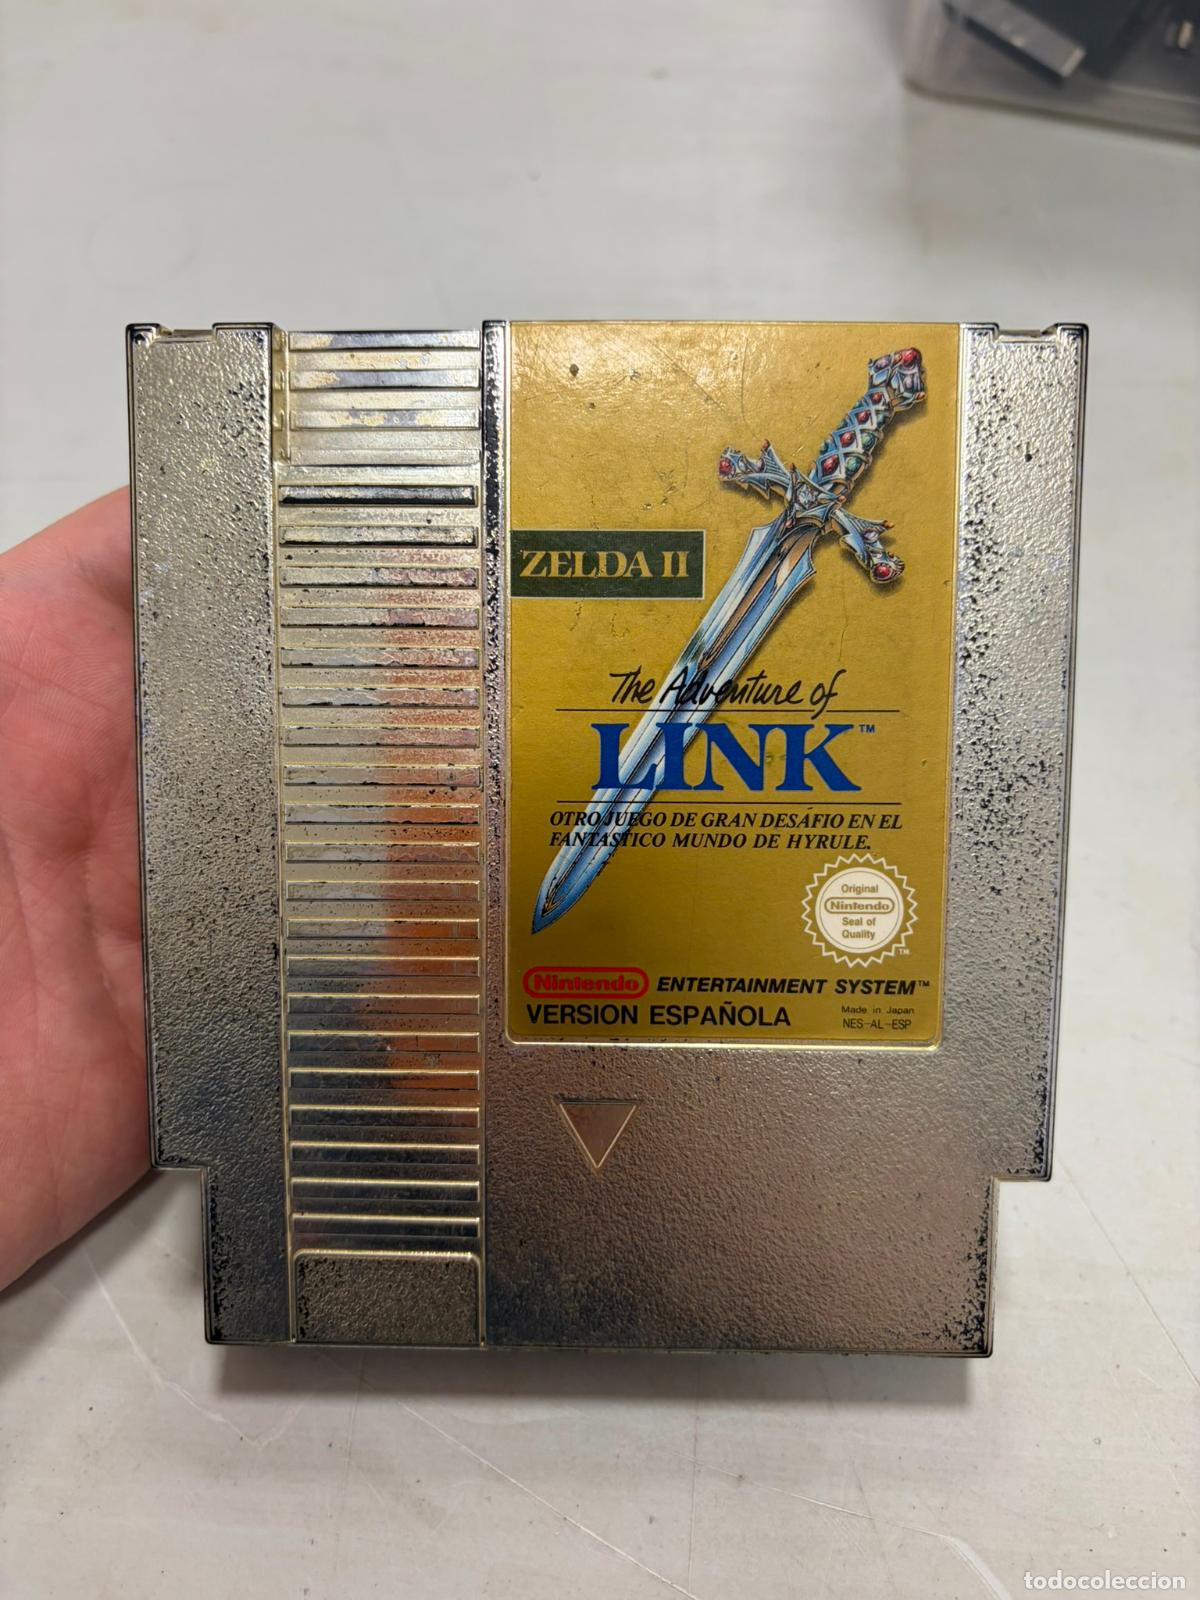 ZELDA II
The Adventure of
LINK™
OTRO JUEGO DE GRAN DESÁFIO EN EL
FANTASTICO MUNDO DE HYRULE.
Original
Nintendo
Seal of
Quality
™
Nintendo ENTERTAINMENT SYSTEM™
VERSION ESPAÑOLA
Made in Japan
NES-AL-ESP
todocoleccion